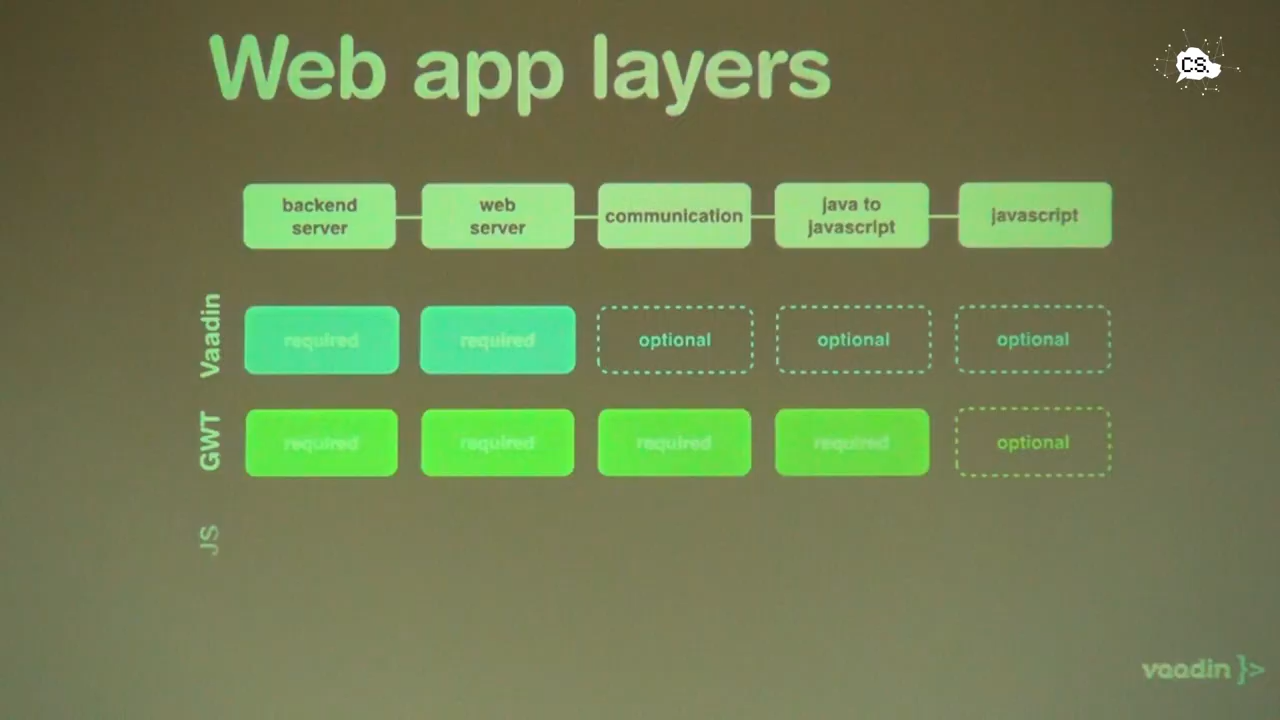 Web app layers
CS.
backend
server
web
server
communication
java to
javascript
javascript
Vaadin
required
required
optional
optional
optional
GWT
required
required
required
required
optional
JS
vaadin }>